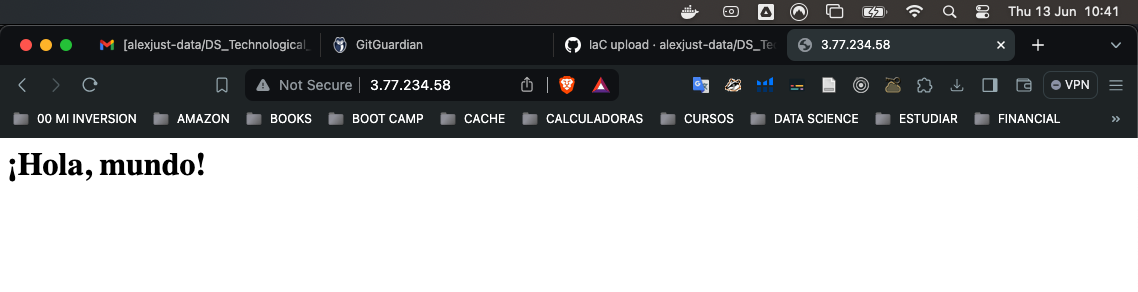 Thu 13 Jun 10:41
[alexjust-data/DS_Technological_ GitGuardian IaC upload · alexjust-data/DS_Te 3.77.234.58
Not Secure 3.77.234.58 VPN
00 MI INVERSION AMAZON BOOKS BOOT CAMP CACHE CALCULADORAS CURSOS DATA SCIENCE ESTUDIAR FINANCIAL
¡Hola, mundo!